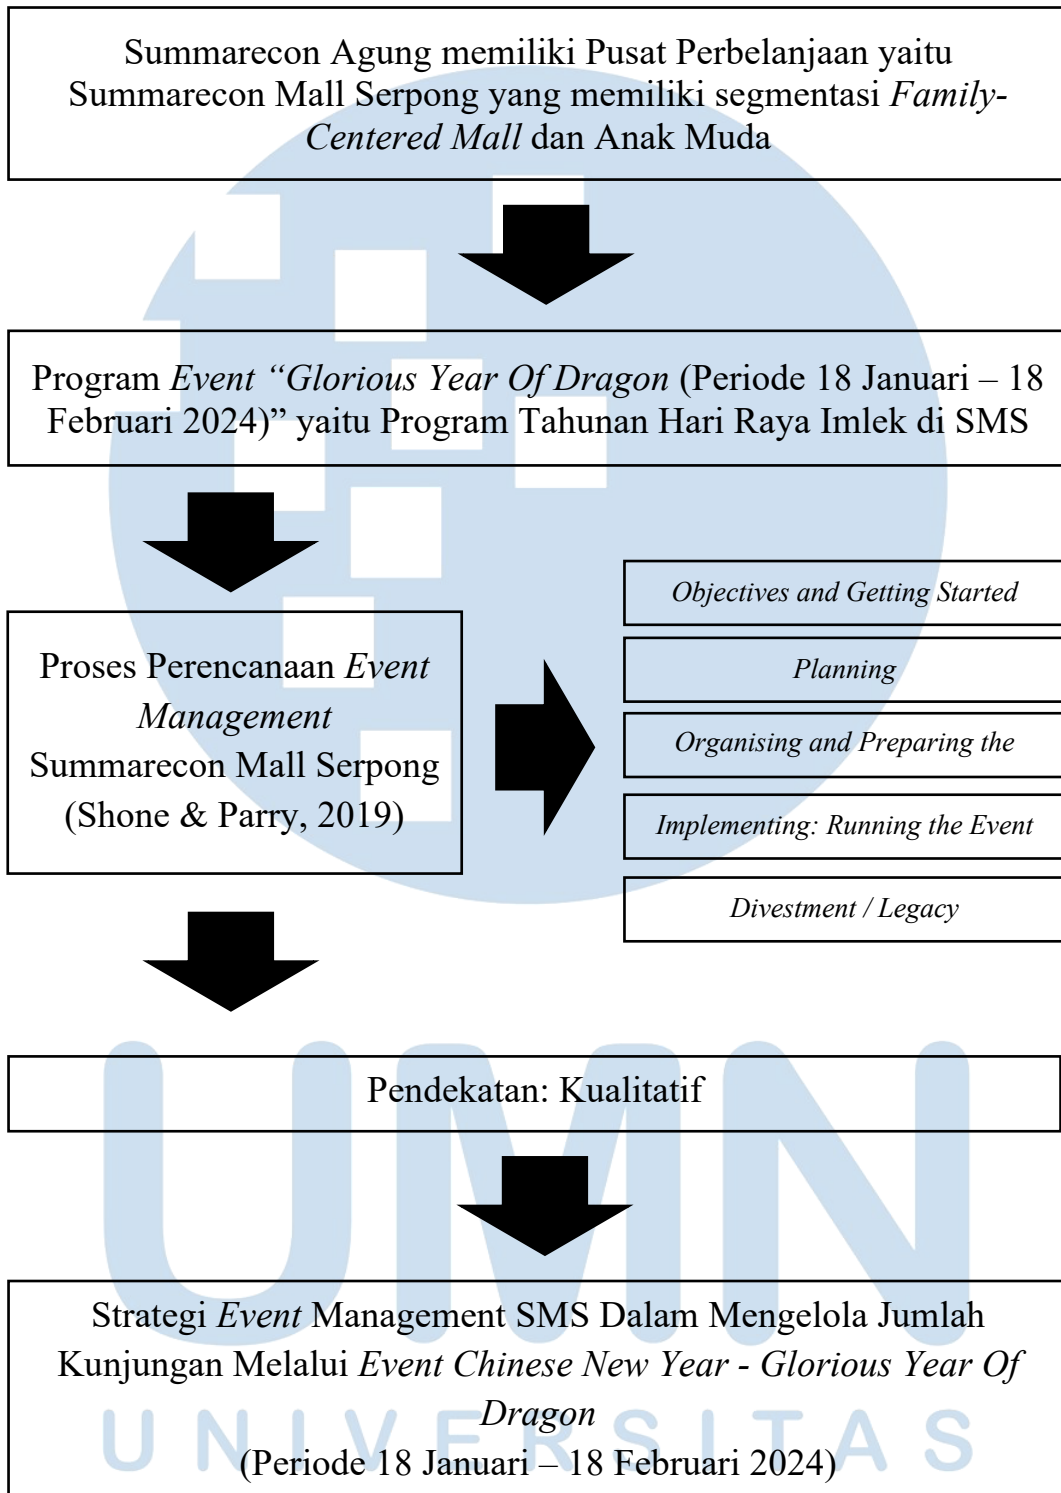 Summarecon Agung memiliki Pusat Perbelanjaan yaitu
Summarecon Mall Serpong yang memiliki segmentasi Family-
Centered Mall dan Anak Muda
Program Event “Glorious Year Of Dragon (Periode 18 Januari – 18
Februari 2024)” yaitu Program Tahunan Hari Raya Imlek di SMS
Proses Perencanaan Event
Management
Summarecon Mall Serpong
(Shone & Parry, 2019)
Objectives and Getting Started
Planning
Organising and Preparing the
Implementing: Running the Event
Divestment / Legacy
Pendekatan: Kualitatif
Strategi Event Management SMS Dalam Mengelola Jumlah
Kunjungan Melalui Event Chinese New Year - Glorious Year Of
Dragon
(Periode 18 Januari – 18 Februari 2024)
UMN
UNIVERSITAS